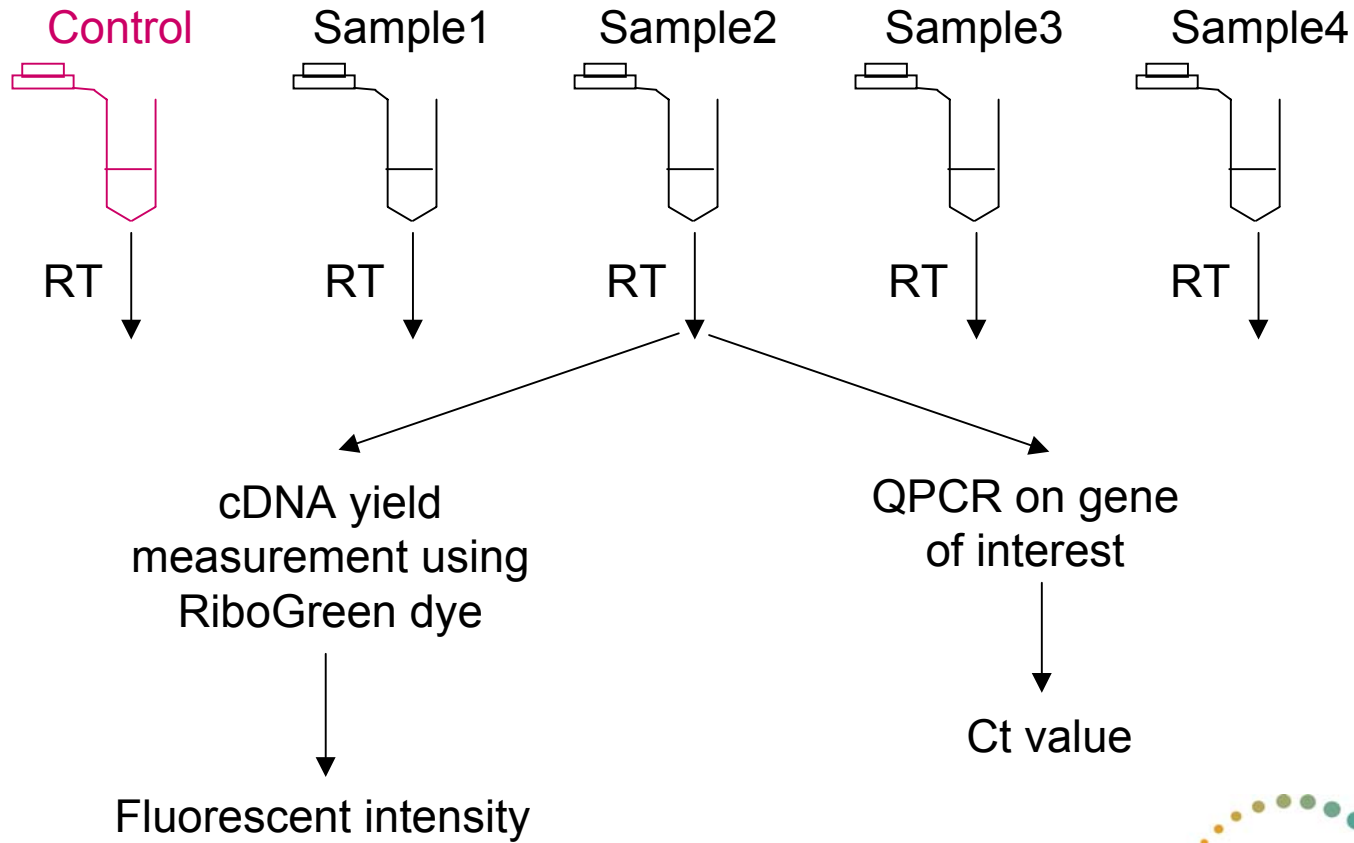 Control
Sample1
Sample2
Sample3
Sample4
RT
RT
RT
RT
RT
cDNA yield
measurement using
RiboGreen dye
QPCR on gene
of interest
Ct value
Fluorescent intensity